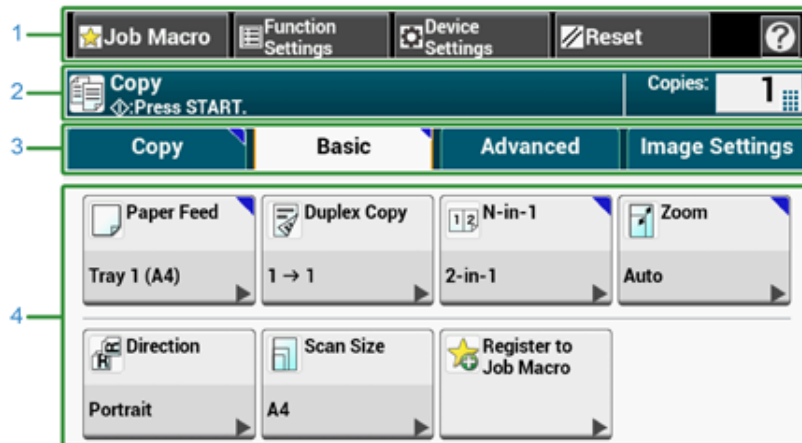 1
Job Macro
Function
Settings
Device
Settings
Reset
?
2
Copy
:Press START.
Copies:
1
3
Copy
Basic
Advanced
Image Settings
4
Paper Feed
Tray 1 (A4)
Duplex Copy
1 → 1
1 2
N-in-1
2-in-1
Zoom
Auto
R
R
Direction
Portrait
Scan Size
A4
Register to
Job Macro